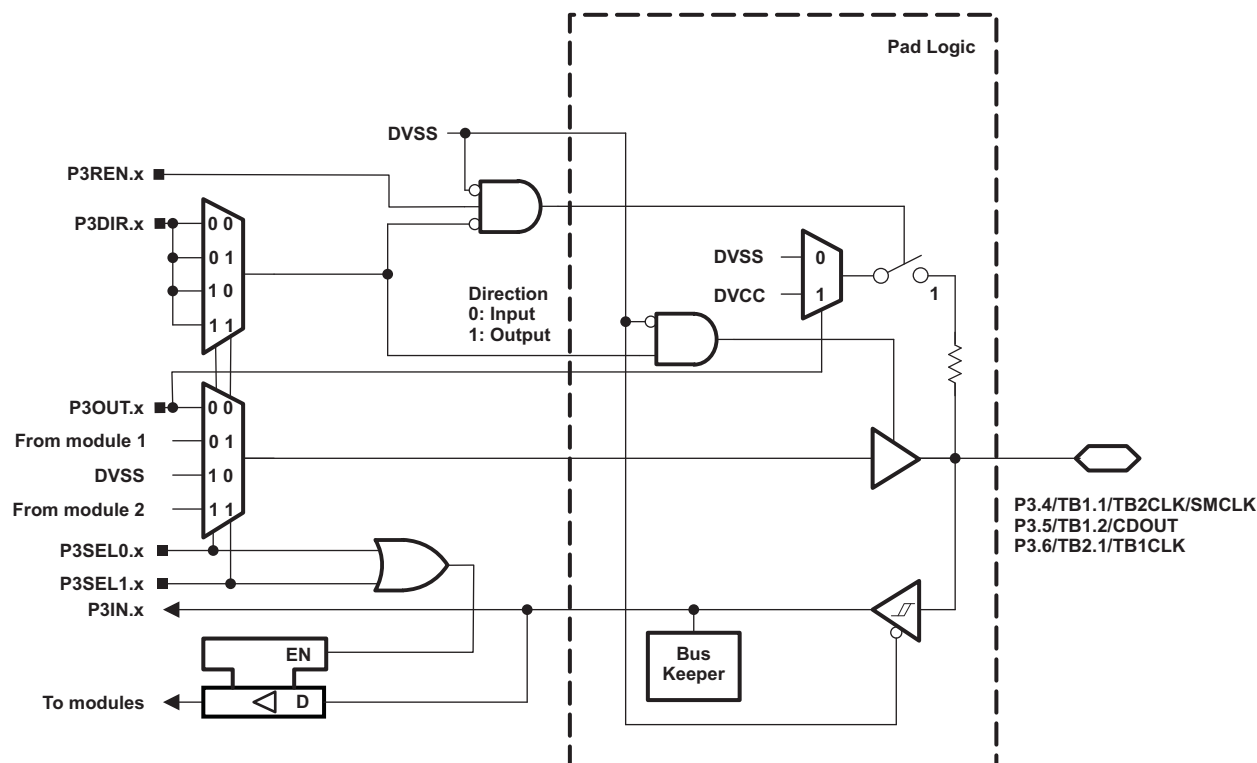 Pad Logic
DVSS
P3REN.x
P3DIR.x
0 0
0 1
1 0
1 1
Direction
0: Input
1: Output
DVSS
DVCC
0
1
1
P3OUT.x
From module 1
DVSS
From module 2
0 0
0 1
1 0
1 1
P3SEL0.x
P3SEL1.x
P3IN.x
P3.4/TB1.1/TB2CLK/SMCLK
P3.5/TB1.2/CDOUT
P3.6/TB2.1/TB1CLK
EN
D
To modules
Bus
Keeper